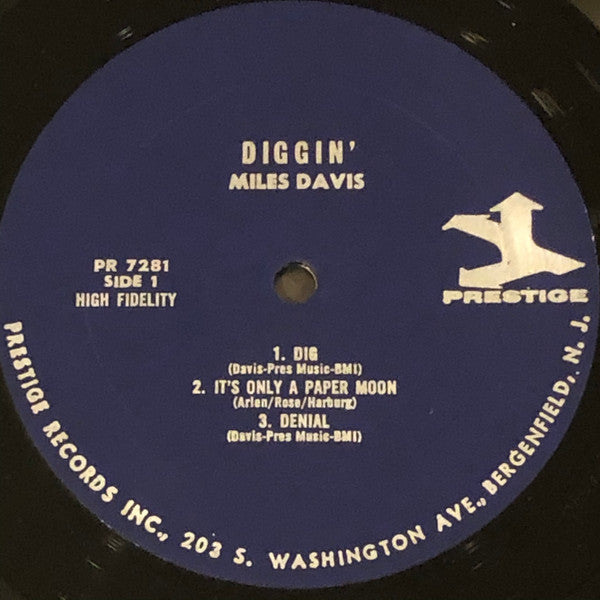 DIGGIN'
MILES DAVIS
PR 7281
SIDE 1
HIGH FIDELITY
PRESTIGE
1. DIG
(Davis-Pres Music-BMI)
2. IT'S ONLY A PAPER MOON
(Arlen/Rose/Harburg)
3. DENIAL
(Davis-Pres Music-BMI)
PRESTIGE RECORDS INC., 203 S. WASHINGTON AVE., BERGENFIELD, N. J.